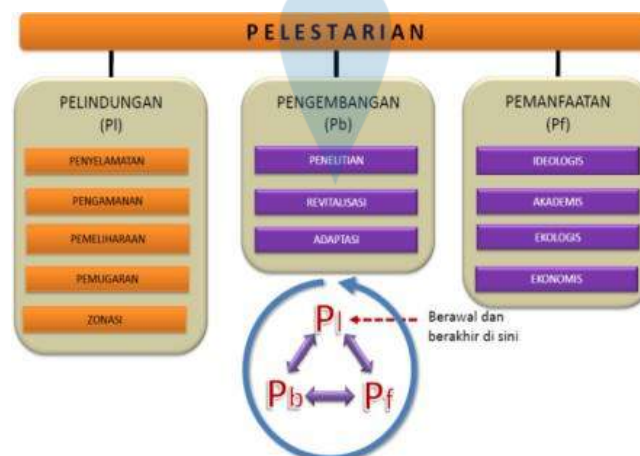 PELESTARIAN
PELINDUNGAN
(Pl)
PENYELAMATAN
PENGAMANAN
PEMELIHARAAN
PEMUGARAN
ZONASI
PENGEMBANGAN
(Pb)
PENELITIAN
REVITALISASI
ADAPTASI
PEMANFAATAN
(Pf)
IDEOLOGIS
AKADEMIS
EKOLOGIS
EKONOMIS
Pl
Berawal dan
berakhir di sini
Pb
Pf